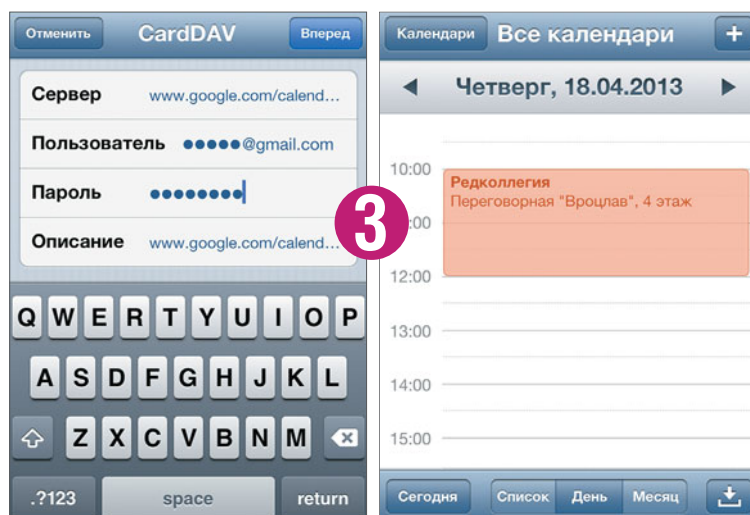 Отменить CardDAV Вперед
Сервер www.google.com/calend...
Пользователь ●●●●●@gmail.com
Пароль ●●●●●●●●
Описание www.google.com/calend...
Q W E R T Y U I O P
A S D F G H J K L
Z X C V B N M
.?123 space return
3
Календари Все календари +
Четверг, 18.04.2013
10:00
Редколлегия
Переговорная "Вроцлав", 4 этаж
:00
12:00
13:00
14:00
15:00
Сегодня Список День Месяц